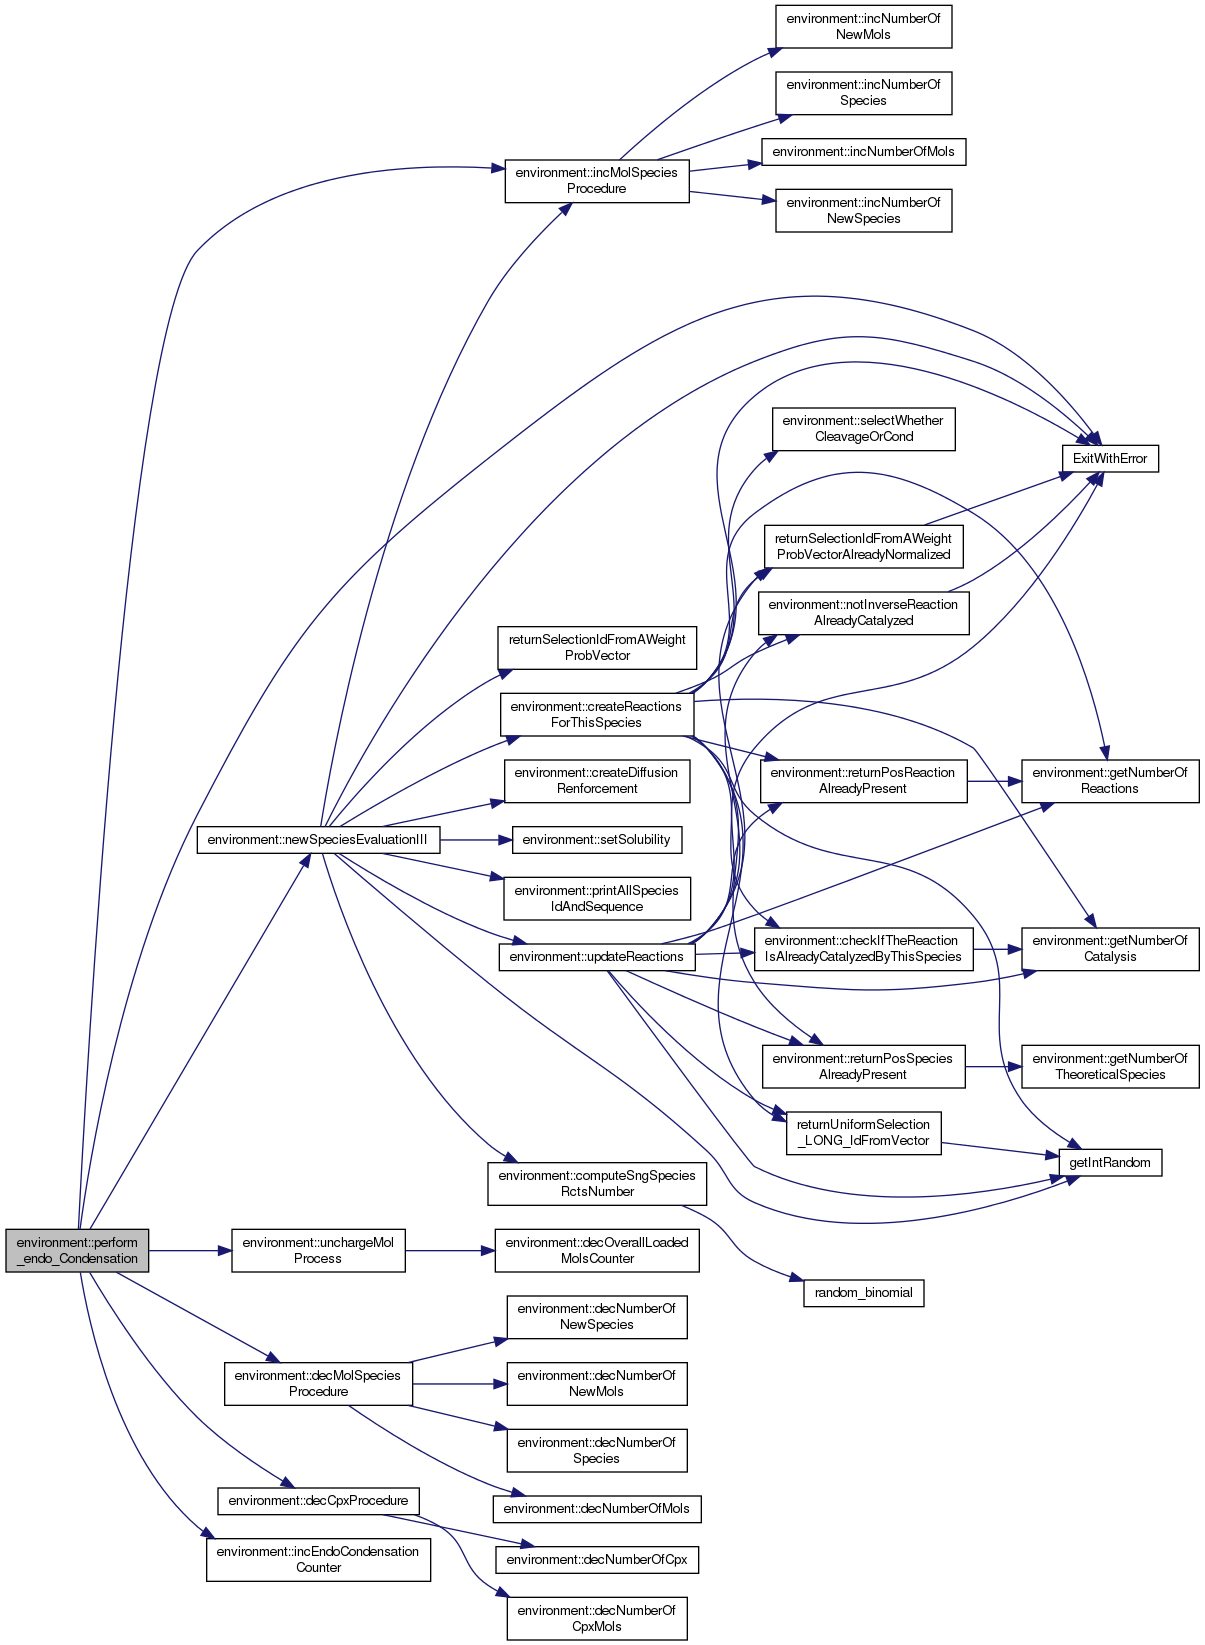 environment::incNumberOf
NewMols
environment::incNumberOf
Species
environment::incNumberOfMols
environment::incMolSpecies
Procedure
environment::incNumberOf
NewSpecies
environment::selectWhether
CleavageOrCond
ExitWithError
returnSelectionIdFromAWeight
ProbVectorAlreadyNormalized
environment::notInverseReaction
AlreadyCatalyzed
returnSelectionIdFromAWeight
ProbVector
environment::createReactions
ForThisSpecies
environment::createDiffusion
Renforcement
environment::returnPosReaction
AlreadyPresent
environment::getNumberOf
Reactions
environment::newSpeciesEvaluationIII
environment::setSolubility
environment::printAllSpecies
IdAndSequence
environment::updateReactions
environment::checkIfTheReaction
IsAlreadyCatalyzedByThisSpecies
environment::getNumberOf
Catalysis
environment::returnPosSpecies
AlreadyPresent
environment::getNumberOf
TheoreticalSpecies
returnUniformSelection
_LONG_IdFromVector
getIntRandom
environment::computeSngSpecies
RctsNumber
environment::perform
_endo_Condensation
environment::unchargeMol
Process
environment::decOverallLoaded
MolsCounter
random_binomial
environment::decNumberOf
NewSpecies
environment::decMolSpecies
Procedure
environment::decNumberOf
NewMols
environment::decNumberOf
Species
environment::decCpxProcedure
environment::decNumberOfMols
environment::incEndoCondensation
Counter
environment::decNumberOfCpx
environment::decNumberOf
CpxMols